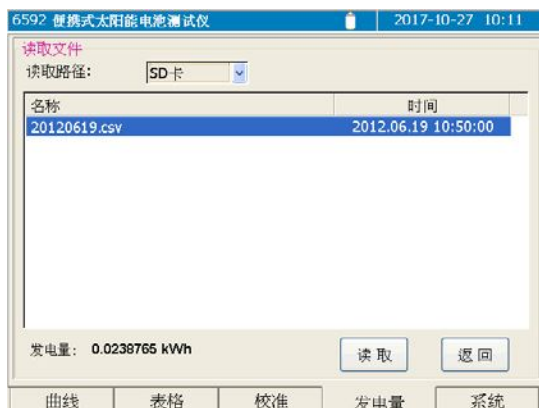 6592 便携式太阳能电池测试仪 2017-10-27 10:11
读取文件
读取路径: SD卡
名称 时间
20120619.csv 2012.06.19 10:50:00
发电量: 0.0238765 kWh 读取 返回
曲线 表格 校准 发电量 系统